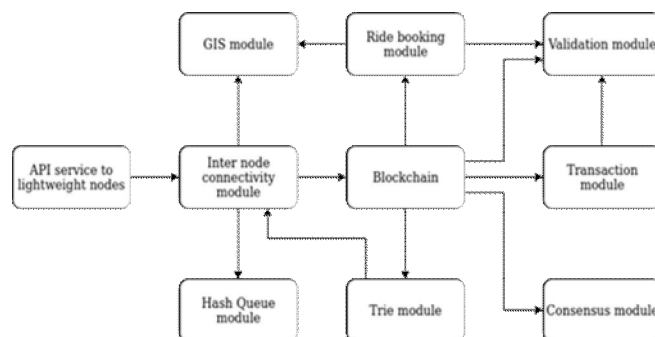 GIS module
Ride booking
module
Validation module
API service to
lightweight nodes
Inter node
connectivity
module
Blockchain
Transaction
module
Hash Queue
module
Trie module
Consensus module